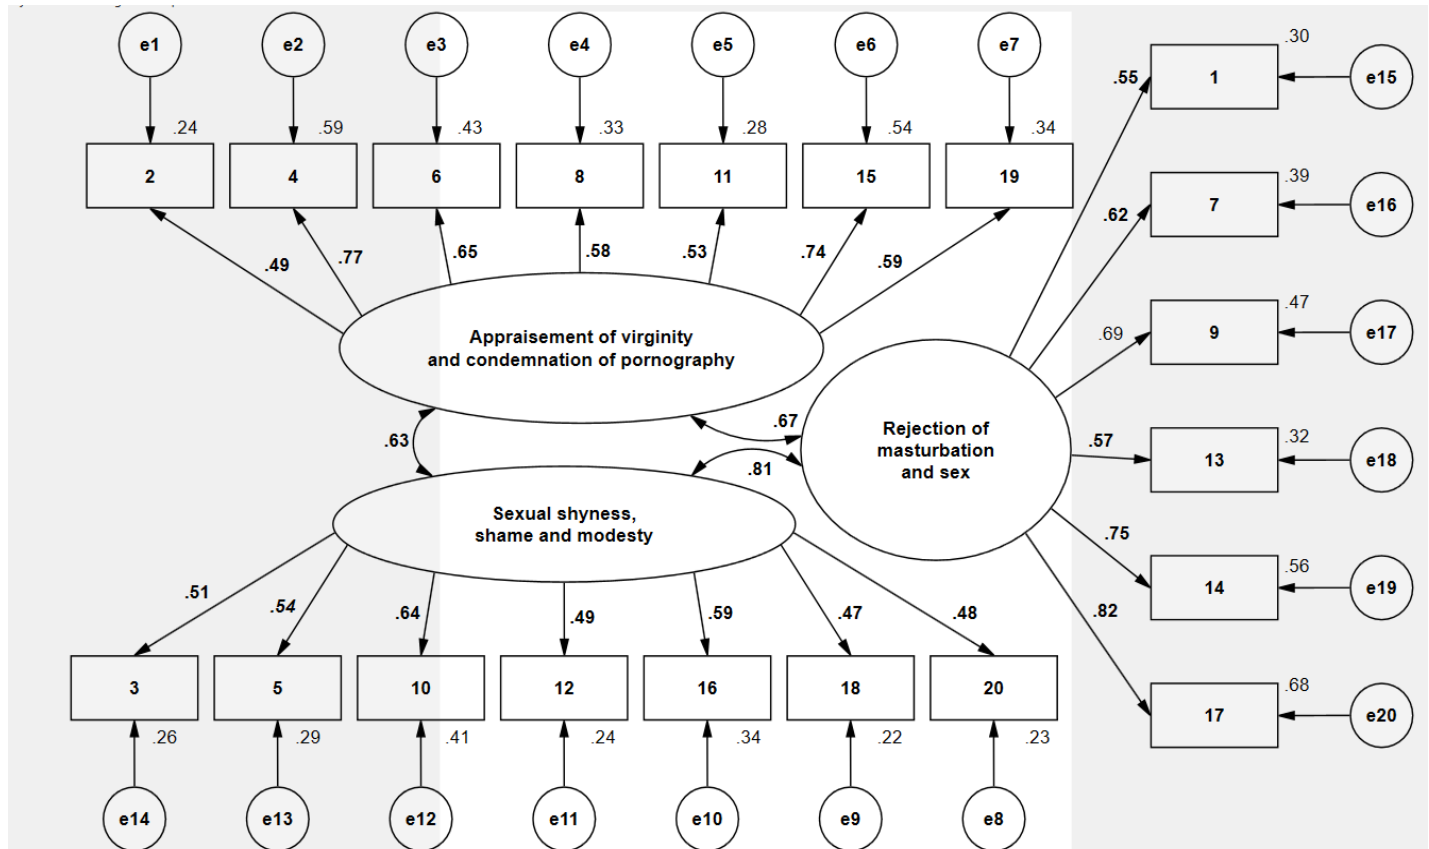 e1 e2 e3 e4 e5 e6 e7
.24 .59 .43 .33 .28 .54 .34
2 4 6 8 11 15 19
.49 .77 .65 .58 .53 .74 .59
Appraisement of virginity
and condemnation of pornography
.63 .67
.81
Sexual shyness,
shame and modesty
.51 .54 .64 .49 .59 .47 .48
3 5 10 12 16 18 20
.26 .29 .41 .24 .34 .22 .23
e14 e13 e12 e11 e10 e9 e8
Rejection of
masturbation
and sex
.55 1 .30 e15
.62 7 .39 e16
.69 9 .47 e17
.57 13 .32 e18
.75 14 .56 e19
.82 17 .68 e20